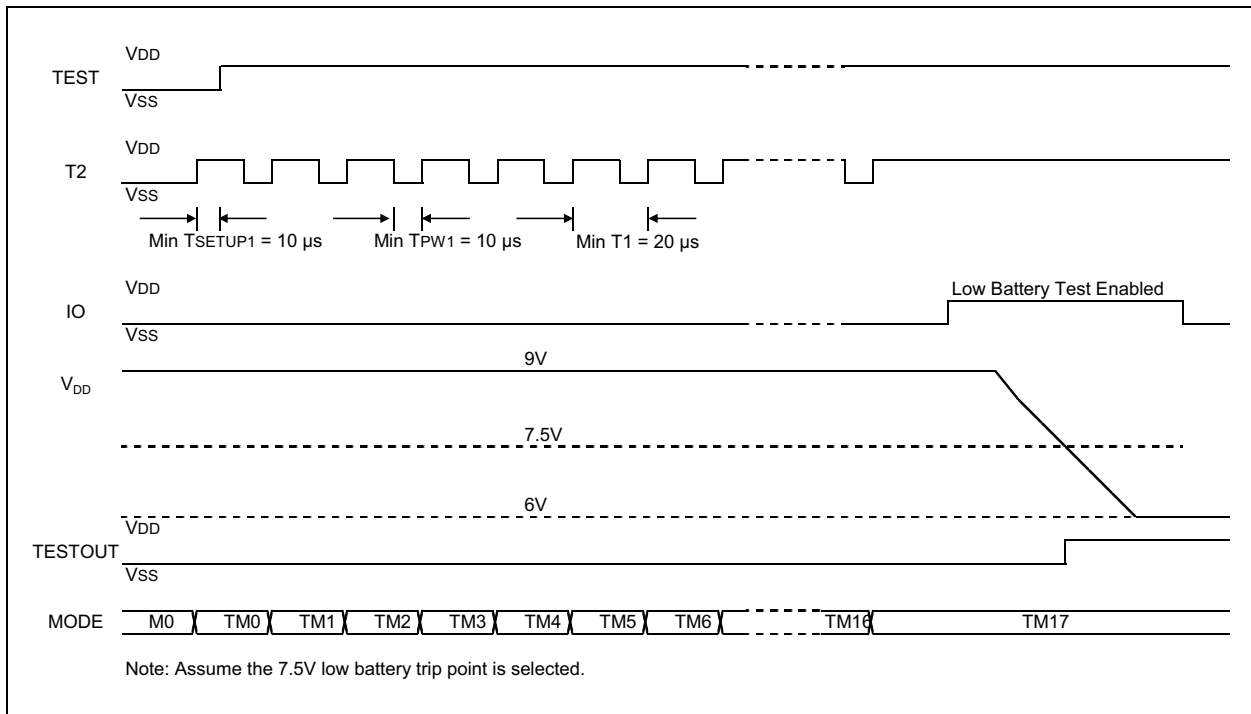 VDD
TEST
VSS
VDD
T2
VSS
Min TSETUP1 = 10 µs
Min TPW1 = 10 µs
Min T1 = 20 µs
VDD
IO
VSS
Low Battery Test Enabled
9V
VDD
7.5V
6V
VDD
TESTOUT
VSS
MODE M0 TM0 TM1 TM2 TM3 TM4 TM5 TM6 TM16 TM17
Note: Assume the 7.5V low battery trip point is selected.